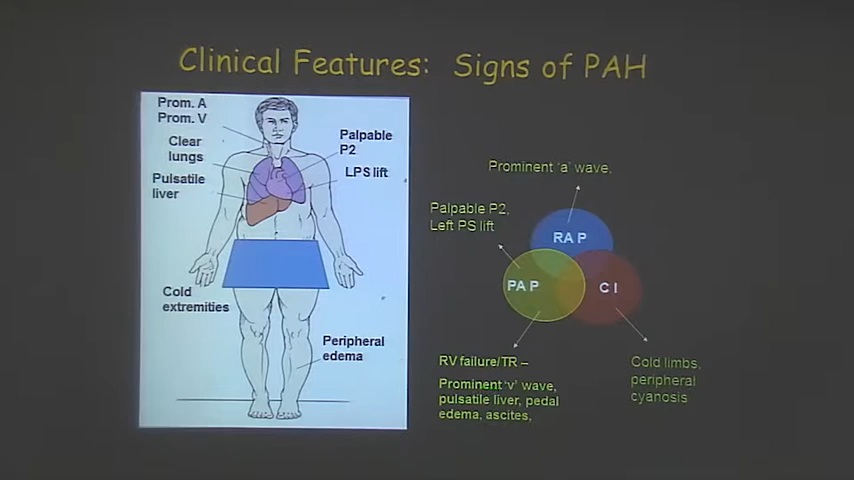 Clinical Features: Signs of PAH
Prom. A
Prom. V
Clear
lungs
Pulsatile
liver
Palpable
P2
LPS lift
Cold
extremities
Peripheral
edema
Prominent 'a' wave,
Palpable P2,
Left PS lift
RA P
PA P
C I
RV failure/TR –
Prominent 'v' wave,
pulsatile liver, pedal
edema, ascites,
Cold limbs,
peripheral
cyanosis